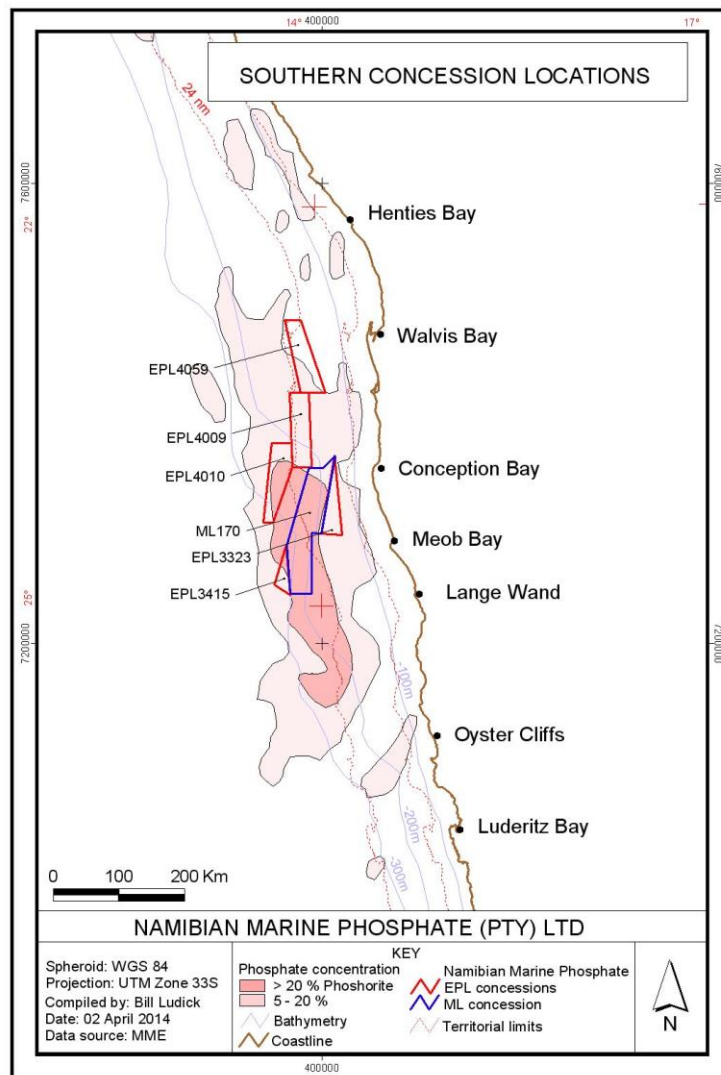 14° 400000 17°
SOUTHERN CONCESSION LOCATIONS
24 nm
7600000
7600000
22°
Henties Bay
Walvis Bay
EPL4059
EPL4009
EPL4010
Conception Bay
ML170
EPL3323
Meob Bay
EPL3415
Lange Wand
25°
7200000
7200000
-100m
Oyster Cliffs
-200m
Luderitz Bay
-300m
0 100 200 Km
NAMIBIAN MARINE PHOSPHATE (PTY) LTD
Spheroid: WGS 84
Projection: UTM Zone 33S
Compiled by: Bill Ludick
Date: 02 April 2014
Data source: MME
KEY
Phosphate concentration
> 20 % Phoshorite
5 - 20 %
Bathymetry
Coastline
Namibian Marine Phosphate
EPL concessions
ML concession
Territorial limits
N
400000